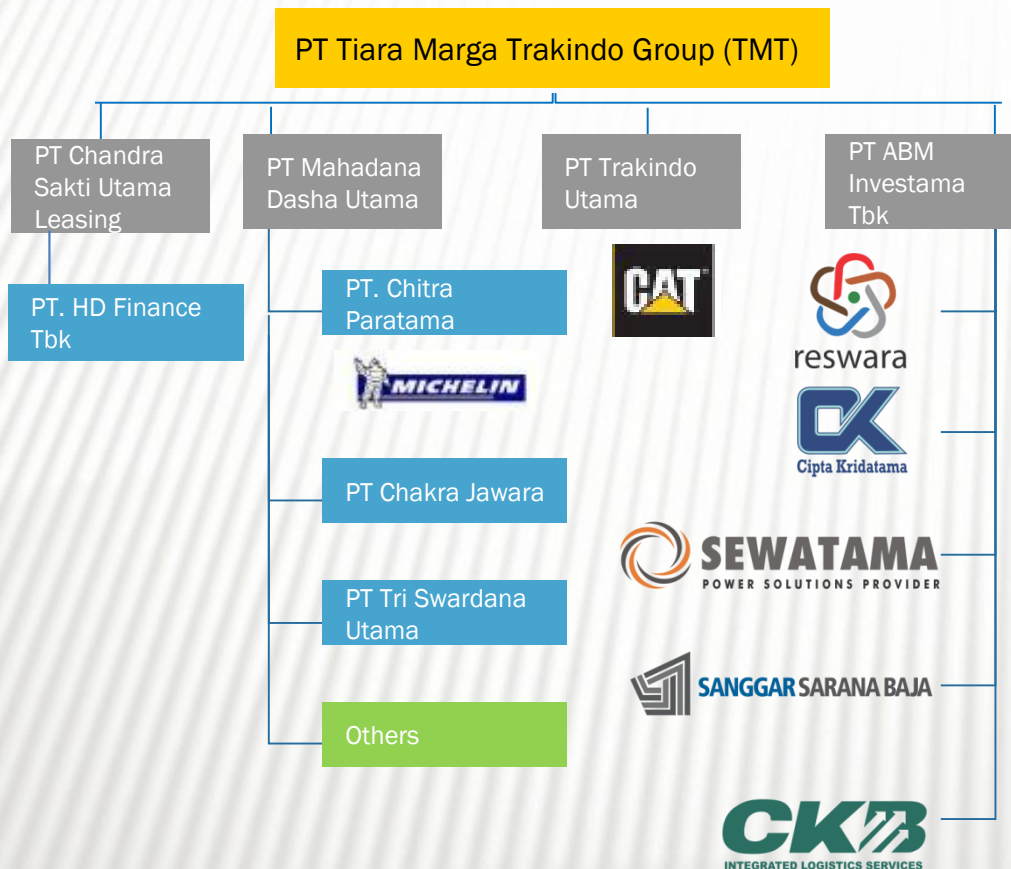 PT Tiara Marga Trakindo Group (TMT)
PT Chandra
Sakti Utama
Leasing
PT Mahadana
Dasha Utama
PT Trakindo
Utama
PT ABM
Investama
Tbk
PT. HD Finance
Tbk
PT. Chitra
Paratama
MICHELIN
PT Chakra Jawara
PT Tri Swardana
Utama
Others
CAT
reswara
CK
Cipta Kridatama
SEWATAMA
POWER SOLUTIONS PROVIDER
SANGGAR SARANA BAJA
CKB
INTEGRATED LOGISTICS SERVICES